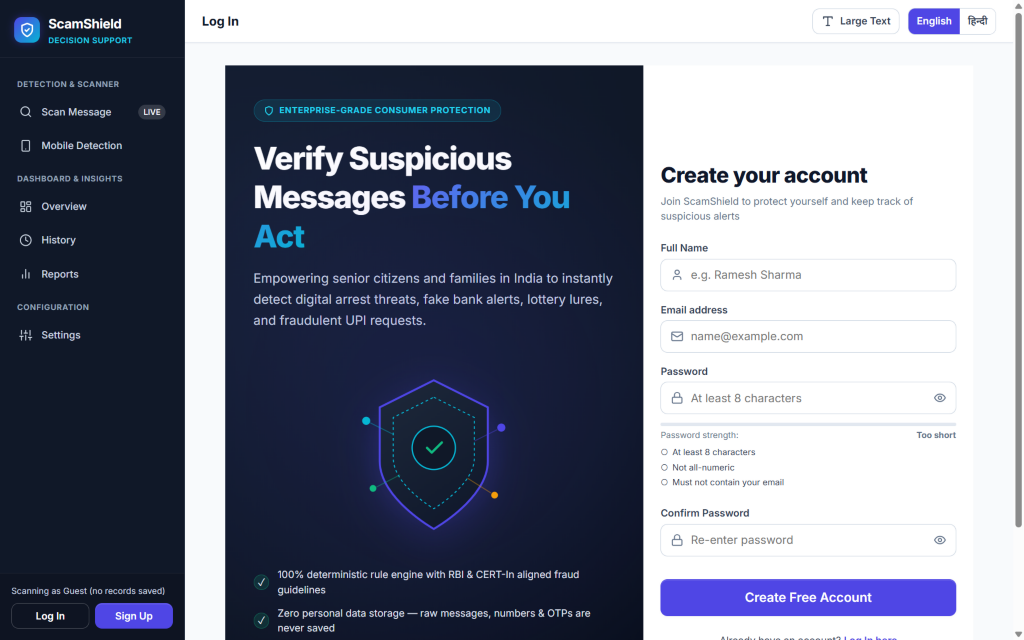 ScamShield
DECISION SUPPORT
DETECTION & SCANNER
Scan Message
LIVE
Mobile Detection
DASHBOARD & INSIGHTS
Overview
History
Reports
CONFIGURATION
Settings
Scanning as Guest (no records saved)
Log In
Sign Up
Log In
Large Text
English
हिन्दी
ENTERPRISE-GRADE CONSUMER PROTECTION
Verify Suspicious
Messages Before You
Act
Empowering senior citizens and families in India to instantly
detect digital arrest threats, fake bank alerts, lottery lures,
and fraudulent UPI requests.
100% deterministic rule engine with RBI & CERT-In aligned fraud
guidelines
Zero personal data storage — raw messages, numbers & OTPs are
never saved
Create your account
Join ScamShield to protect yourself and keep track of
suspicious alerts
Full Name
e.g. Ramesh Sharma
Email address
name@example.com
Password
At least 8 characters
Password strength:
Too short
At least 8 characters
Not all-numeric
Must not contain your email
Confirm Password
Re-enter password
Create Free Account
Already have an account? Log In here